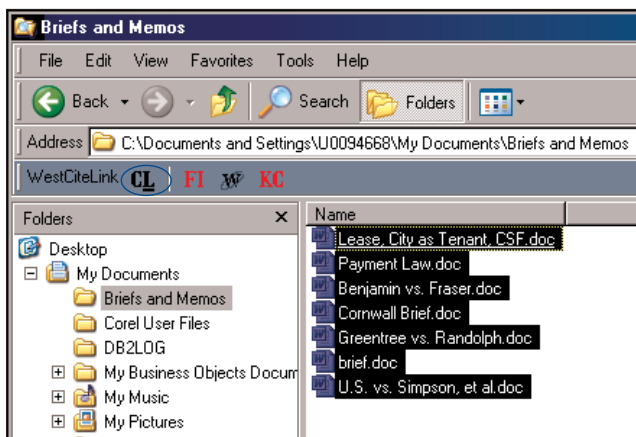 Briefs and Memos
File Edit View Favorites Tools Help
Back Search Folders
Address C:\Documents and Settings\U0094668\My Documents\Briefs and Memos
WestCiteLink CL FI W KC
Folders
Desktop
My Documents
Briefs and Memos
Corel User Files
DB2LOG
My Business Objects Docum
My Music
My Pictures
Name
Lease, City as Tenant, CSF.doc
Payment Law.doc
Benjamin vs. Fraser.doc
Cornwall Brief.doc
Greentree vs. Randolph.doc
brief.doc
U.S. vs. Simpson, et al.doc